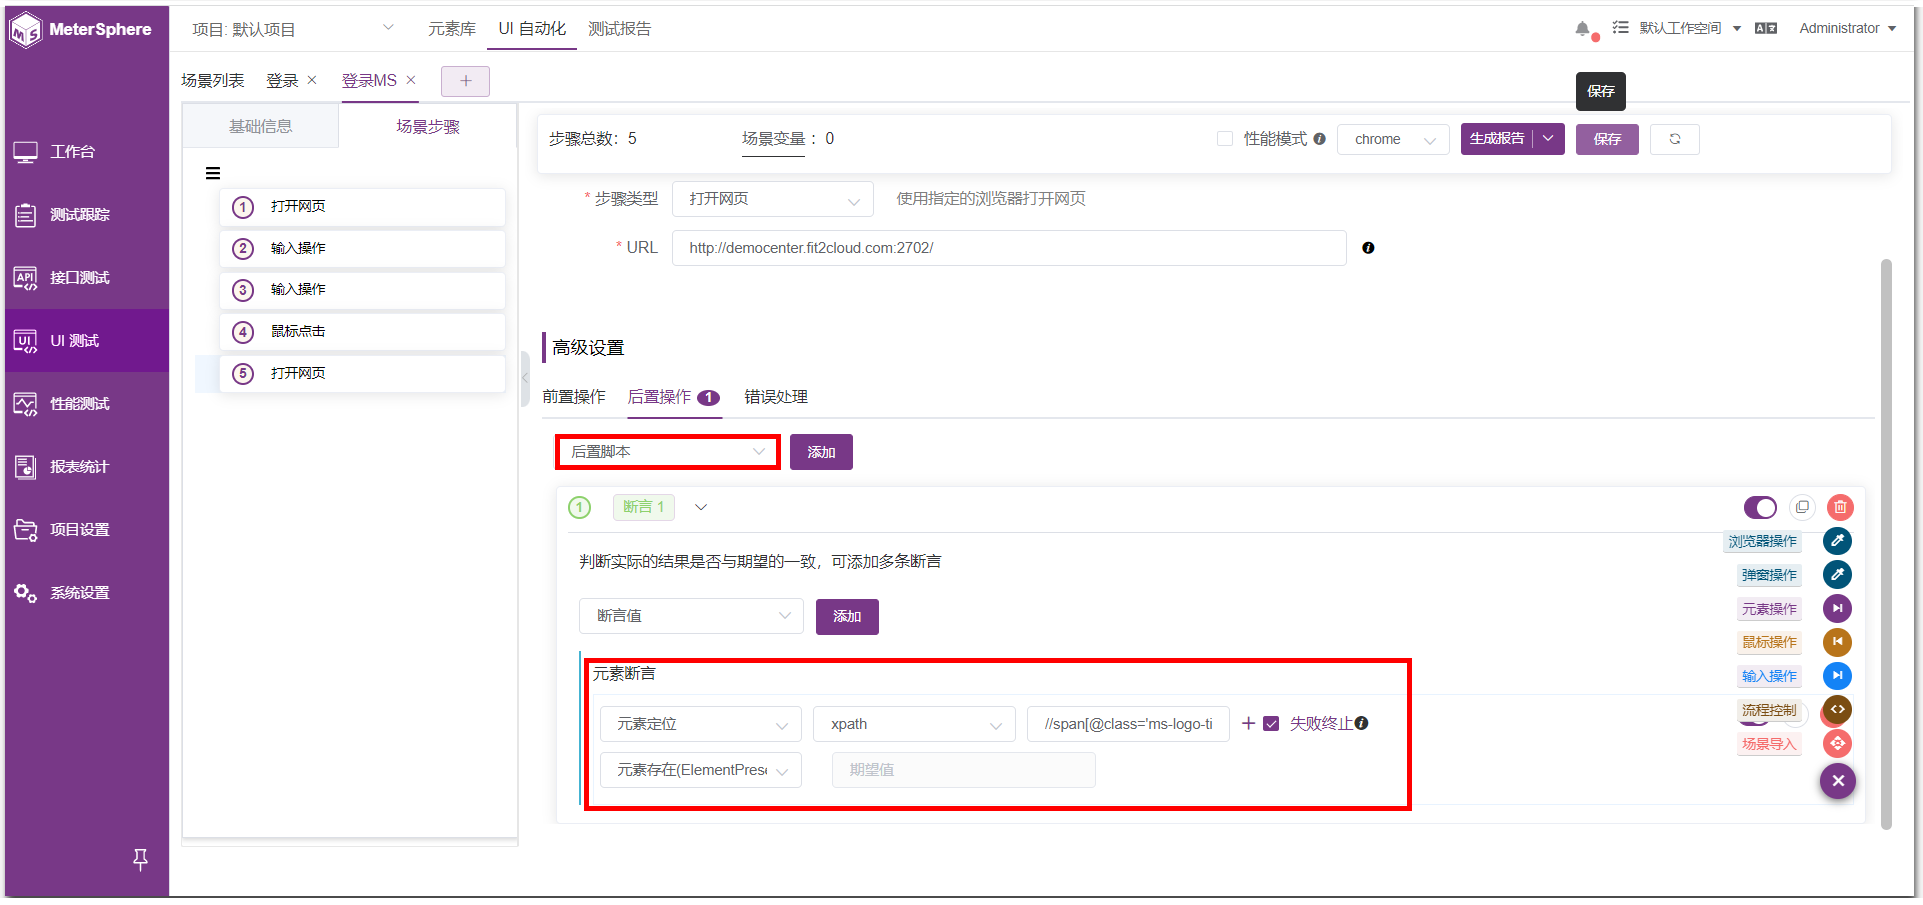 MeterSphere
项目: 默认项目
元素库
UI 自动化
测试报告
默认工作空间
Administrator
场景列表
登录
登录MS
保存
工作台
测试跟踪
接口测试
UI 测试
性能测试
报表统计
项目设置
系统设置
基础信息
场景步骤
1 打开网页
2 输入操作
3 输入操作
4 鼠标点击
5 打开网页
步骤总数: 5
场景变量 : 0
性能模式
chrome
生成报告
保存
* 步骤类型
打开网页
使用指定的浏览器打开网页
* URL
http://democenter.fit2cloud.com:2702/
高级设置
前置操作
后置操作 1
错误处理
后置脚本
添加
1 断言 1
判断实际的结果是否与期望的一致，可添加多条断言
断言值
添加
元素断言
元素定位
xpath
//span[@class='ms-logo-ti
失败终止
元素存在(ElementPrese
期望值
浏览器操作
弹窗操作
元素操作
鼠标操作
输入操作
流程控制
场景导入